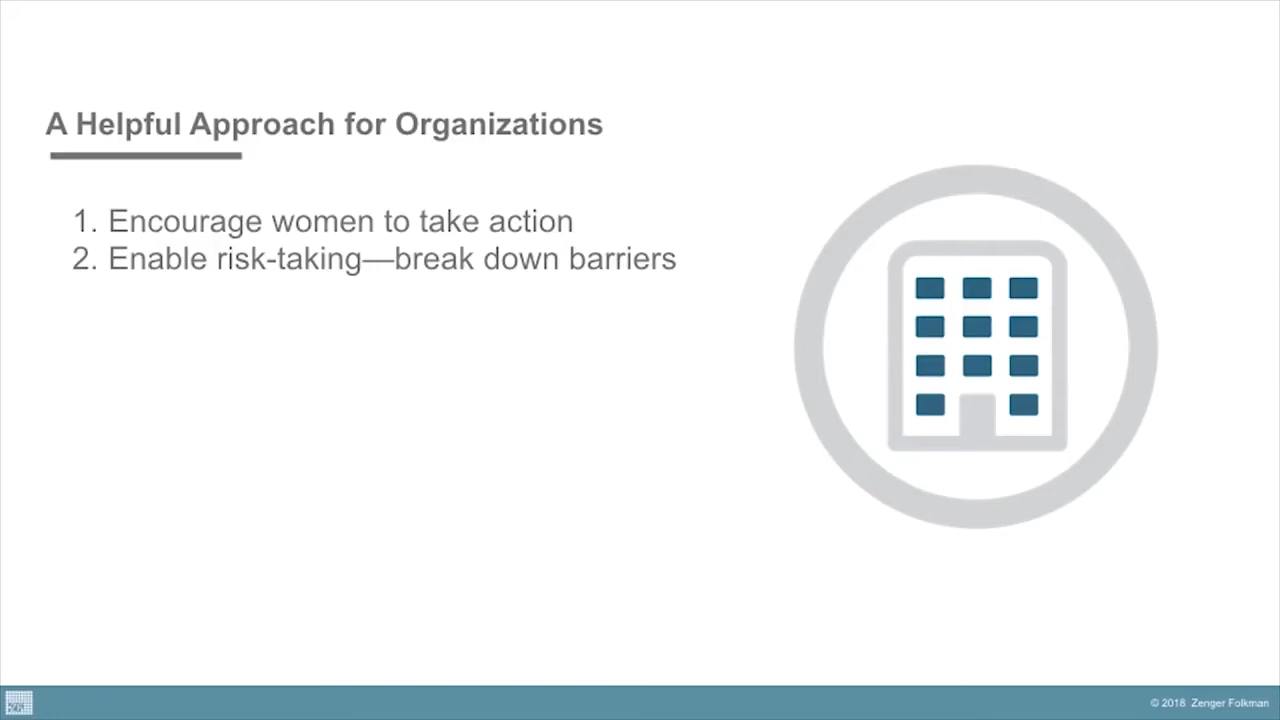 A Helpful Approach for Organizations
1. Encourage women to take action
2. Enable risk-taking—break down barriers
© 2018 Zenger Folkman